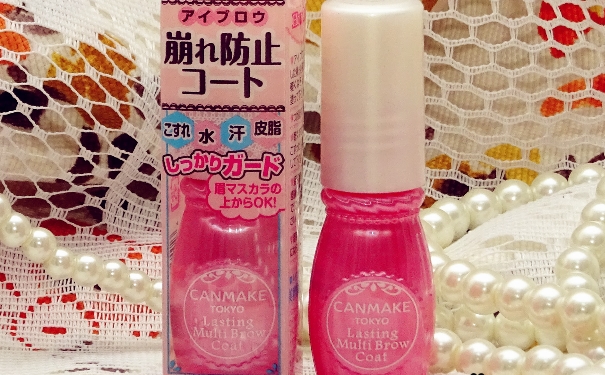 アイブロウ
崩れ防止
コート
こすれ 水 汗 皮脂
しっかりガード
眉マスカラの
上からOK!
CANMAKE
TOKYO
Lasting
Multi Brow
Coat
CANMAKE
TOKYO
Lasting
Multi Brow
Coat